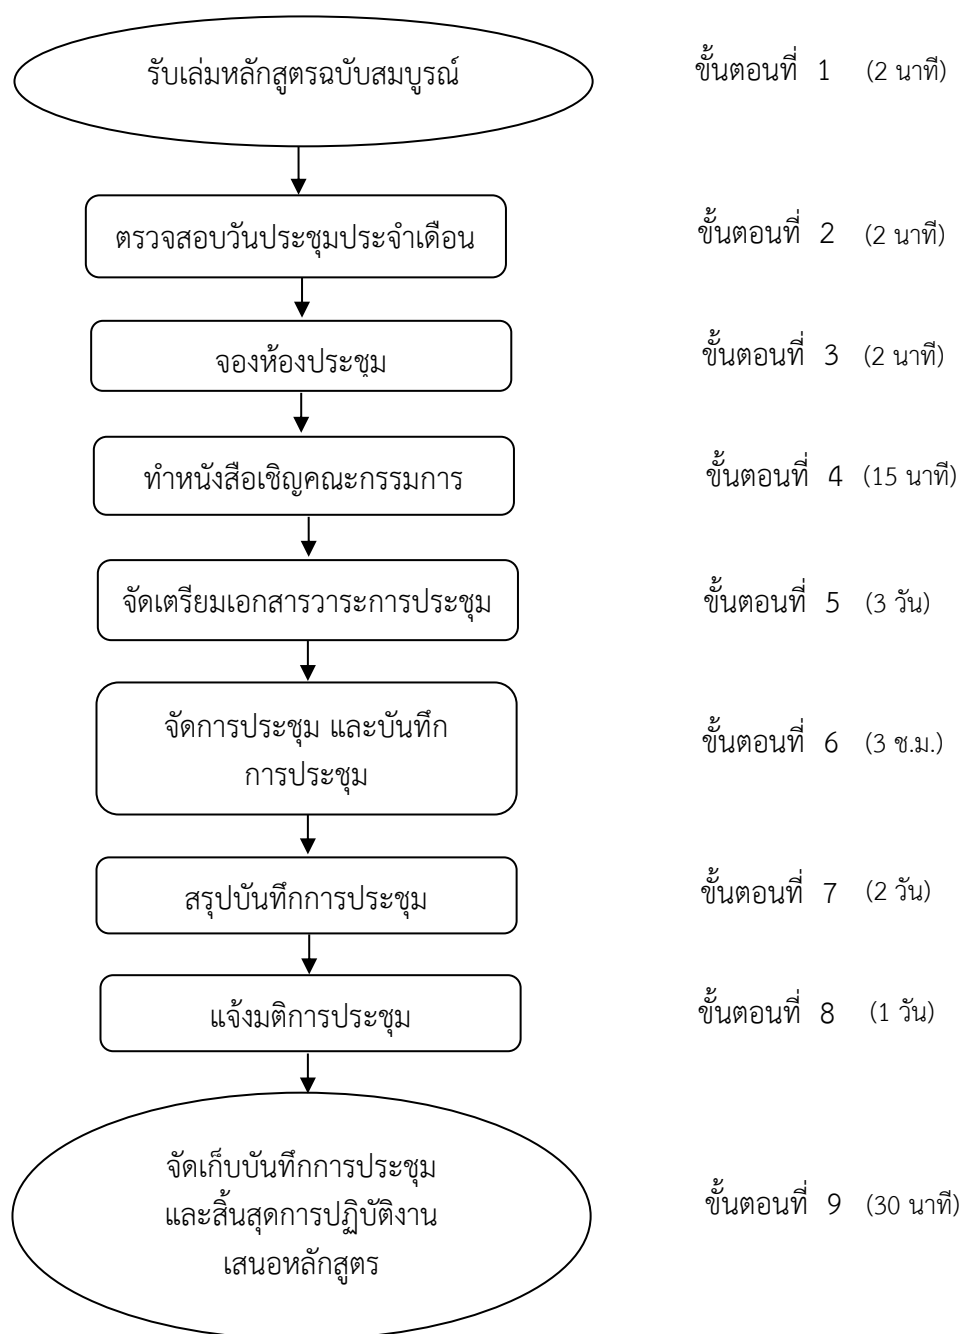 รับเล่มหลักสูตรฉบับสมบูรณ์ ขั้นตอนที่ 1 (2 นาที)
ตรวจสอบวันประชุมประจำเดือน ขั้นตอนที่ 2 (2 นาที)
จองห้องประชุม ขั้นตอนที่ 3 (2 นาที)
ทำหนังสือเชิญคณะกรรมการ ขั้นตอนที่ 4 (15 นาที)
จัดเตรียมเอกสารวาระการประชุม ขั้นตอนที่ 5 (3 วัน)
จัดการประชุม และบันทึก
การประชุม
ขั้นตอนที่ 6 (3 ช.ม.)
สรุปบันทึกการประชุม ขั้นตอนที่ 7 (2 วัน)
แจ้งมติการประชุม ขั้นตอนที่ 8 (1 วัน)
จัดเก็บบันทึกการประชุม
และสิ้นสุดการปฏิบัติงาน
เสนอหลักสูตร
ขั้นตอนที่ 9 (30 นาที)